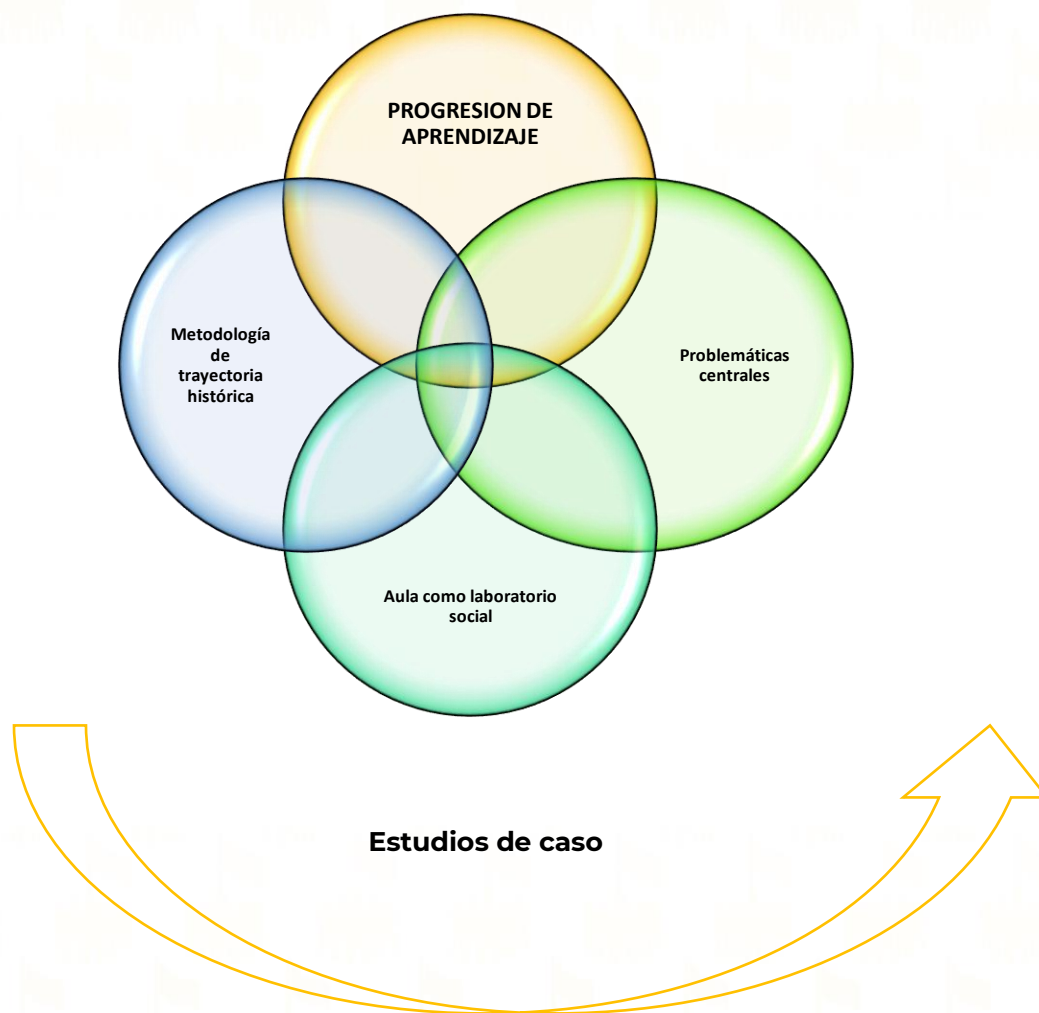 PROGRESION DE
APRENDIZAJE
Metodología
de
trayectoria
histórica
Problemáticas
centrales
Aula como laboratorio
social
Estudios de caso